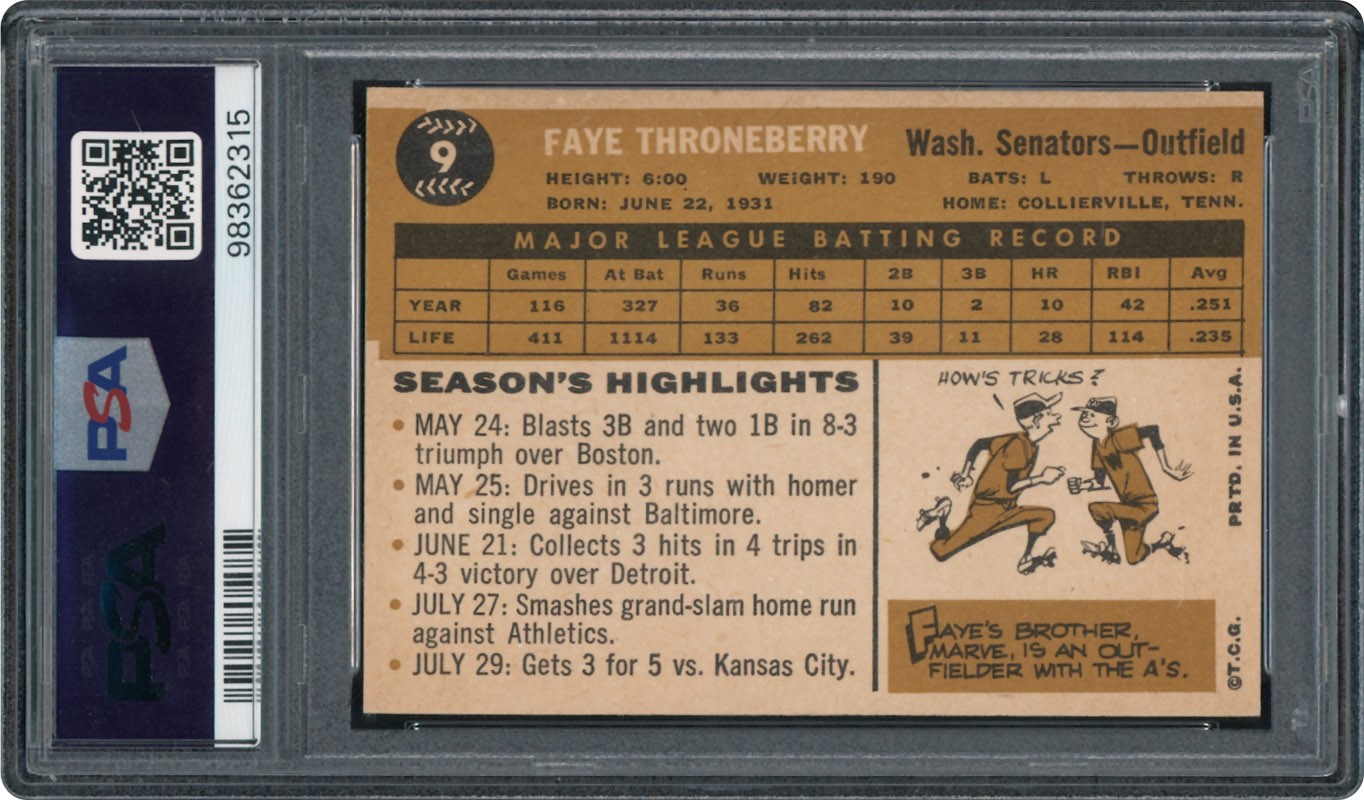 983623315
PSA
PSA
PSA
9
FAYE THRONEBERRY
Wash. Senators—Outfield
HEIGHT: 6:00 WEIGHT: 190 BATS: L THROWS: R
BORN: JUNE 22, 1931 HOME: COLLIERVILLE, TENN.
MAJOR LEAGUE BATTING RECORD
Games At Bat Runs Hits 2B 3B HR RBI Avg
YEAR 116 327 36 82 10 2 10 42 .251
LIFE 411 1114 133 262 39 11 28 114 .235
SEASON'S HIGHLIGHTS
• MAY 24: Blasts 3B and two 1B in 8-3
triumph over Boston.
• MAY 25: Drives in 3 runs with homer
and single against Baltimore.
• JUNE 21: Collects 3 hits in 4 trips in
4-3 victory over Detroit.
• JULY 27: Smashes grand-slam home run
against Athletics.
• JULY 29: Gets 3 for 5 vs. Kansas City.
HOW'S TRICKS?
FAYE'S BROTHER,
MARVE, IS AN OUT-
FIELDER WITH THE A'S.
PRTD. IN U.S.A.
©T.C.G.